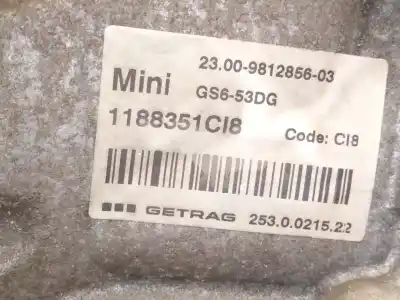 23.00-9812856-03
Mini GS6-53DG
1188351CI8 Code: CI8
GETRAG 253.0.0215.22